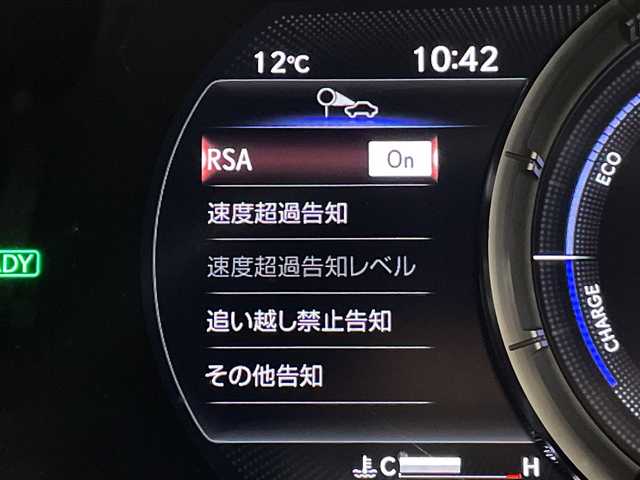 12℃ 10:42
RSA On
速度超過告知
速度超過告知レベル
追い越し禁止告知
その他告知
ECO
CHARGE
ADY
C H